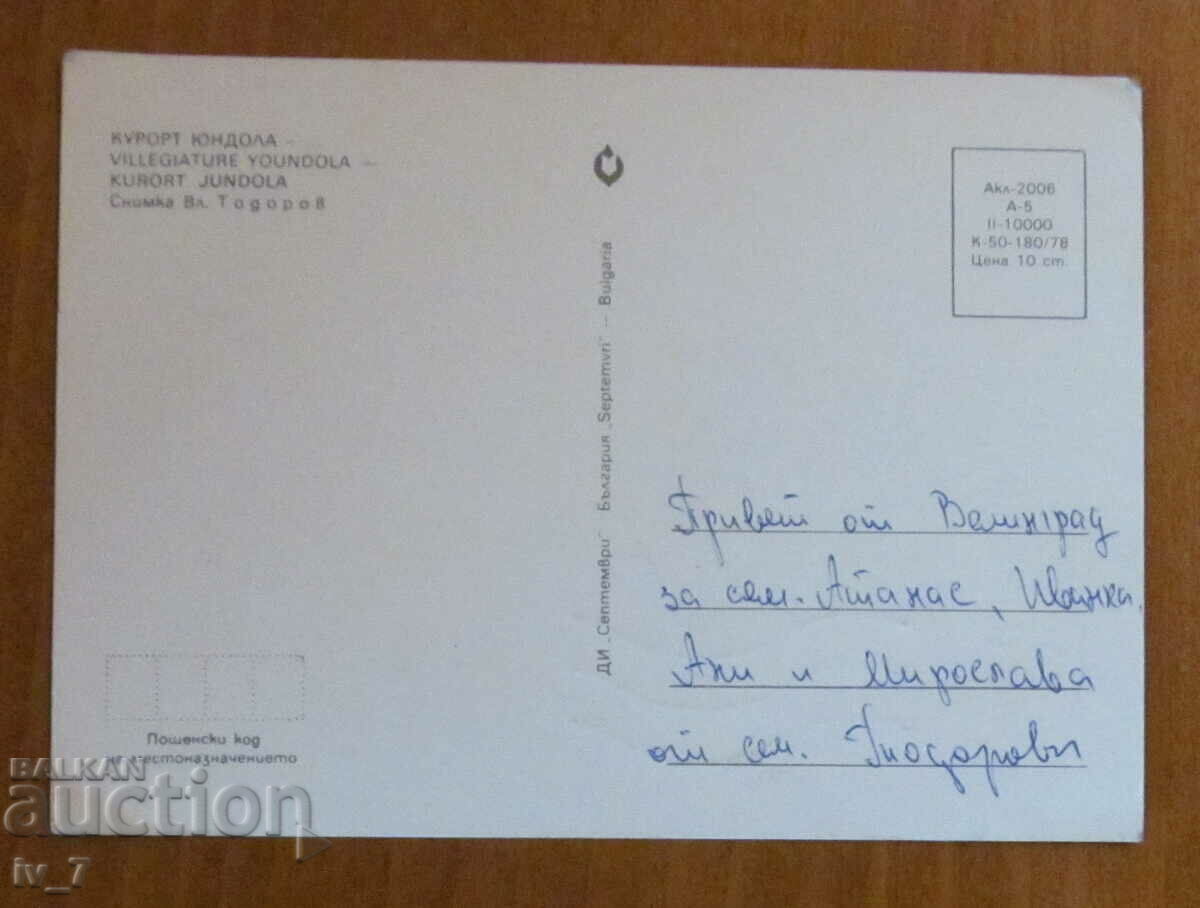 КУРОРТ ЮНДОЛА –
VILLEGIATURE YOUNDOLA –
KURORT JUNDOLA
Снимка Вл. Тодоров
Акл-2006
А-5
II-10000
К-50-180/78
Цена 10 ст.
ДИ „Септември" България „Septemvri" — Bulgaria
Привет от Велинград
за сем. Атанас, Иванка,
Ани и Мирослава
от сем. Тодорови
Пощенски код
на местоназначението
BALKAN
auction
iv_7